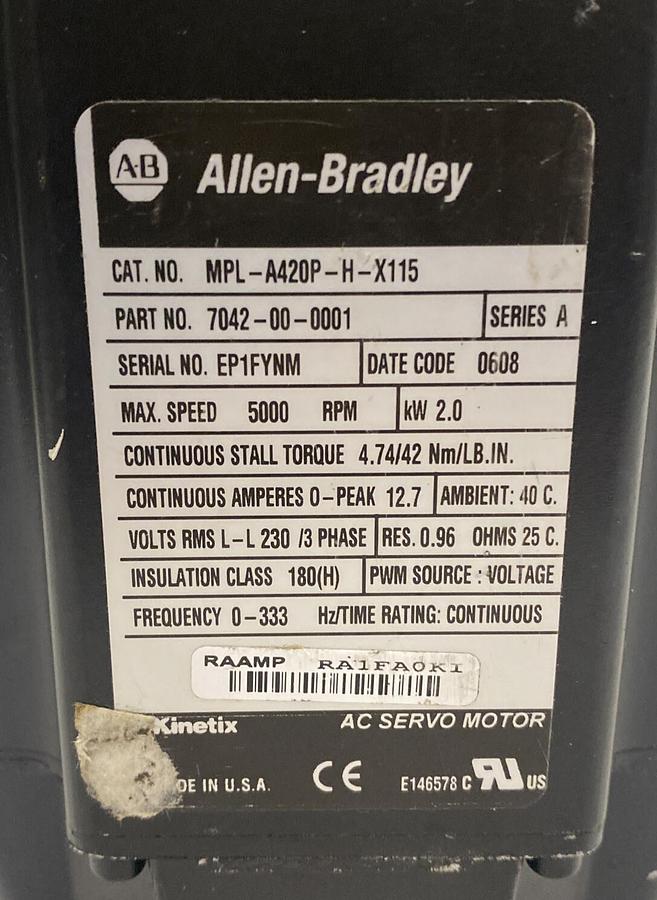 A·B Allen-Bradley
CAT. NO. MPL-A420P-H-X115
PART NO. 7042-00-0001 SERIES A
SERIAL NO. EP1FYNM DATE CODE 0608
MAX. SPEED 5000 RPM kW 2.0
CONTINUOUS STALL TORQUE 4.74/42 Nm/LB.IN.
CONTINUOUS AMPERES 0-PEAK 12.7 AMBIENT: 40 C.
VOLTS RMS L-L 230 /3 PHASE RES. 0.96 OHMS 25 C.
INSULATION CLASS 180(H) PWM SOURCE : VOLTAGE
FREQUENCY 0-333 Hz/TIME RATING: CONTINUOUS
RAAMP RA1FA0KI
Kinetix AC SERVO MOTOR
DE IN U.S.A. CE E146578 C RU US